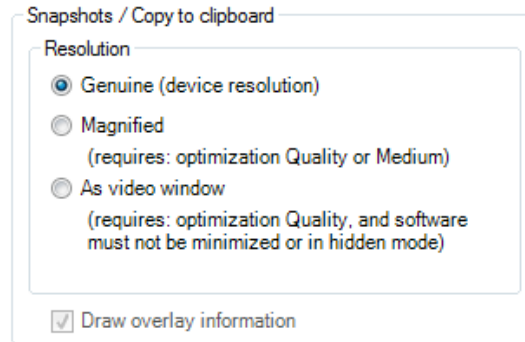 Snapshots / Copy to clipboard
Resolution
Genuine (device resolution)
Magnified
(requires: optimization Quality or Medium)
As video window
(requires: optimization Quality, and software
must not be minimized or in hidden mode)
Draw overlay information